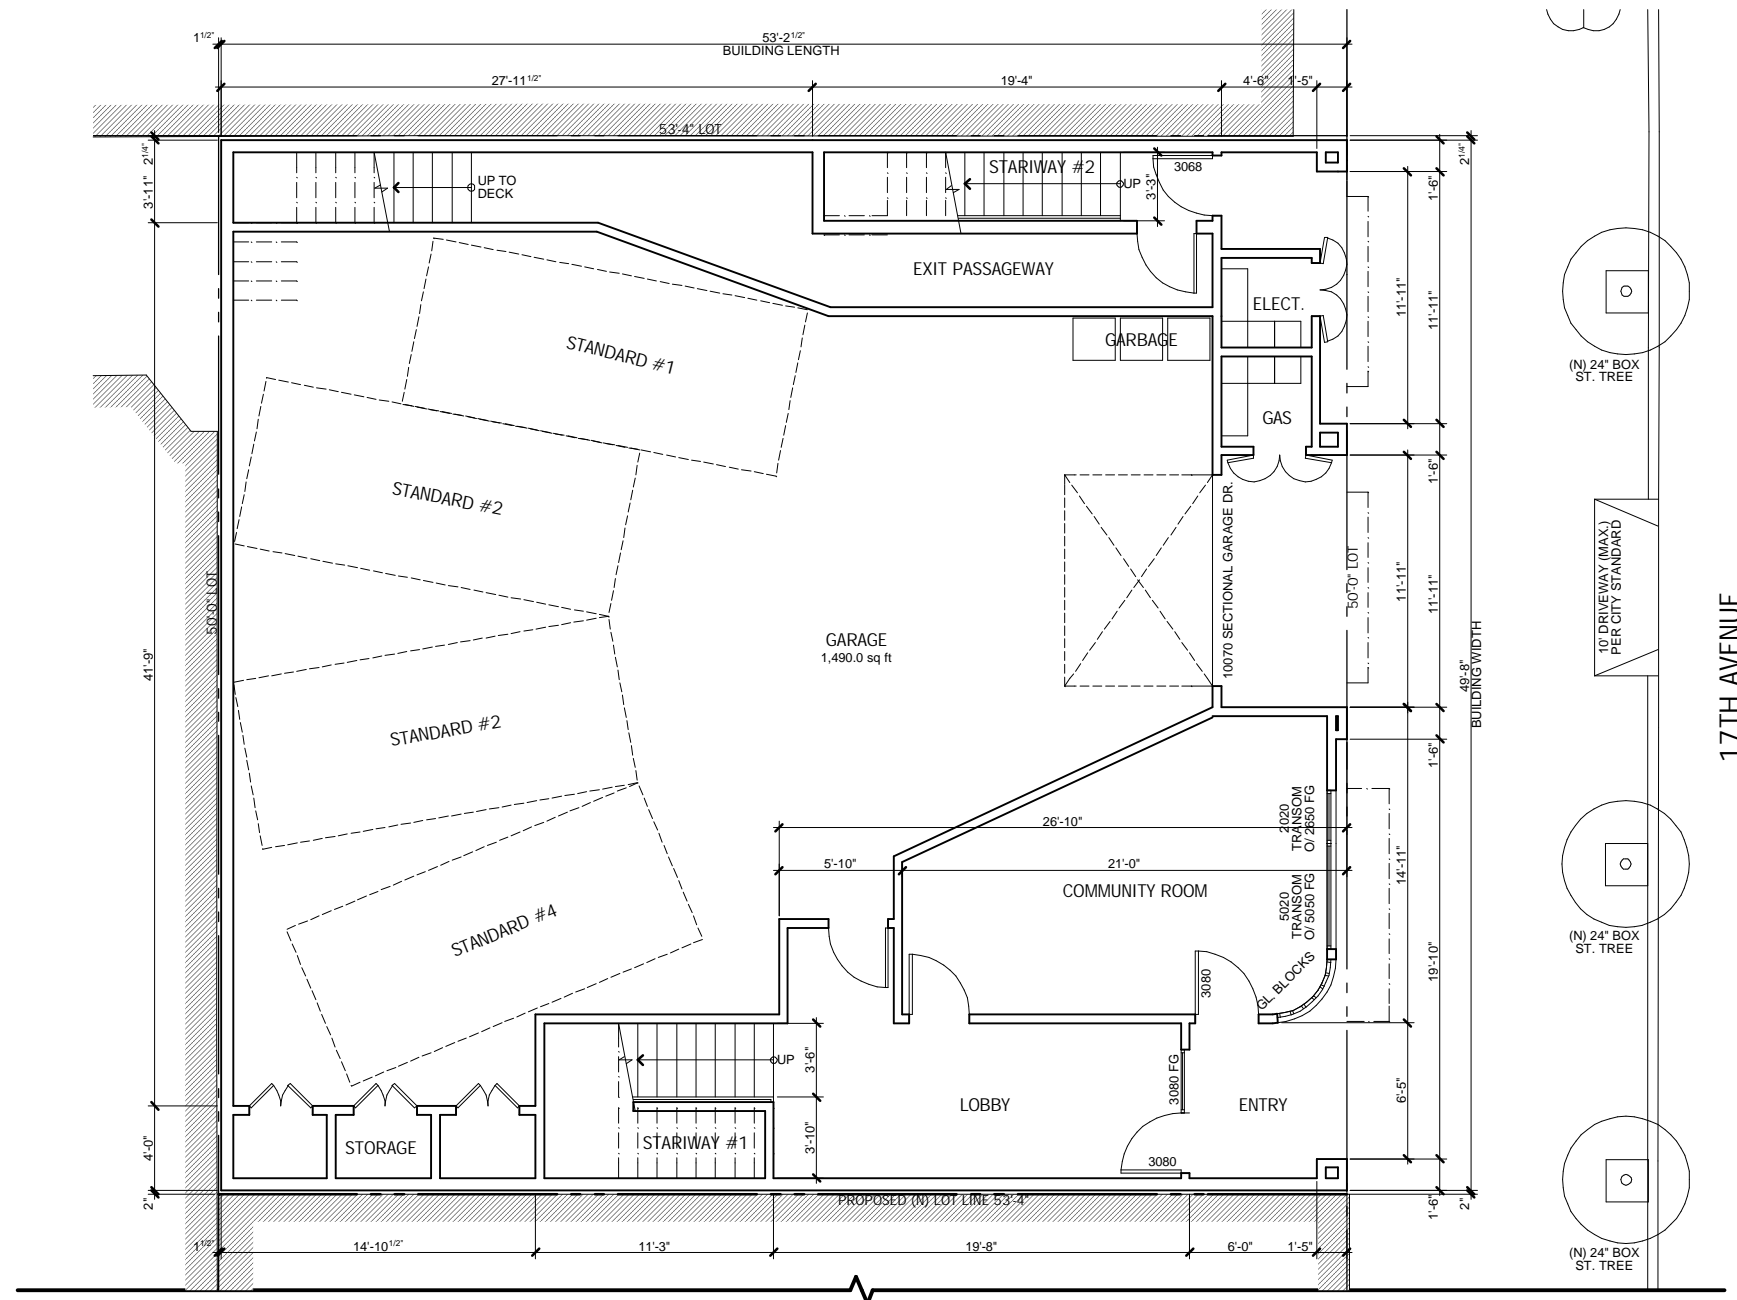 1 1/2"
53'-2 1/2"
BUILDING LENGTH
27'-11 1/2"
19'-4"
4'-6"
1'-5"
53'-4" LOT
2 1/4"
3'-11"
UP TO
DECK
STARIWAY #2
UP
3'-3"
3068
2 1/4"
1'-6"
EXIT PASSAGEWAY
ELECT.
GARBAGE
GAS
11'-11"
11'-11"
1'-6"
(N) 24" BOX
ST. TREE
STANDARD #1
STANDARD #2
50'-0" LOT
41'-9"
10070 SECTIONAL GARAGE DR.
50'-0" LOT
11'-11"
11'-11"
49'-8"
BUILDING WIDTH
10' DRIVEWAY (MAX.)
PER CITY STANDARD
17TH AVENUE
GARAGE
1,490.0 sq ft
STANDARD #2
1'-6"
26'-10"
2020
TRANSOM
O/ 2650 FG
5'-10"
21'-0"
COMMUNITY ROOM
14'-11"
5020
TRANSOM
O/ 5050 FG
STANDARD #4
(N) 24" BOX
ST. TREE
GL. BLOCKS
3080
19'-10"
UP
3'-6"
3080 FG
LOBBY
ENTRY
6'-5"
STORAGE
STARIWAY #1
3'-10"
3080
4'-0"
2"
PROPOSED (N) LOT LINE 53'-4"
1'-6"
2"
1 1/2"
14'-10 1/2"
11'-3"
19'-8"
6'-0"
1'-5"
(N) 24" BOX
ST. TREE